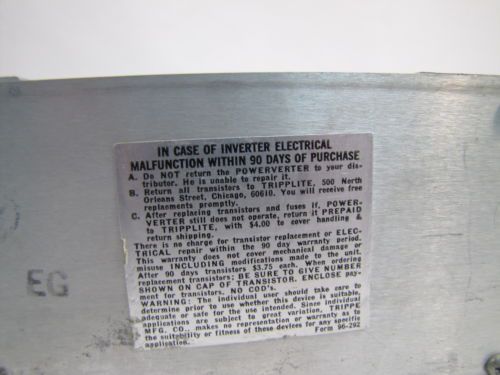 IN CASE OF INVERTER ELECTRICAL
MALFUNCTION WITHIN 90 DAYS OF PURCHASE
A. Do NOT return the POWERVERTER to your dis-
tributor. He is unable to repair it.
B. Return all transistors to TRIPPLITE, 500 North
Orleans Street, Chicago, 60610. You will receive free
replacements promptly.
C. After replacing transistors and fuses if, POWER-
VERTER still does not operate, return it PREPAID
to TRIPPLITE, with $4.00 to cover handling &
return shipping.
There is no charge for transistor replacement or ELEC-
TRICAL repair within the 90 day warranty period.
This warranty does not cover mechanical damage or
misuse INCLUDING modifications made to the unit.
After 90 days transistors $3.75 each. When ordering
replacement transistors; BE SURE TO GIVE NUMBER
SHOWN ON CAP OF TRANSISTOR. ENCLOSE pay-
ment for transistors. NO COD's.
WARNING: The individual user should take care to
determine prior to use whether this device is suitable,
adequate or safe for the use intended. Since individual
applications are subject to great variation, TRIPPE
MFG. CO., makes no representation or warranty as to
the suitability or fitness of these devices for any specific
application. Form 96-292
EG